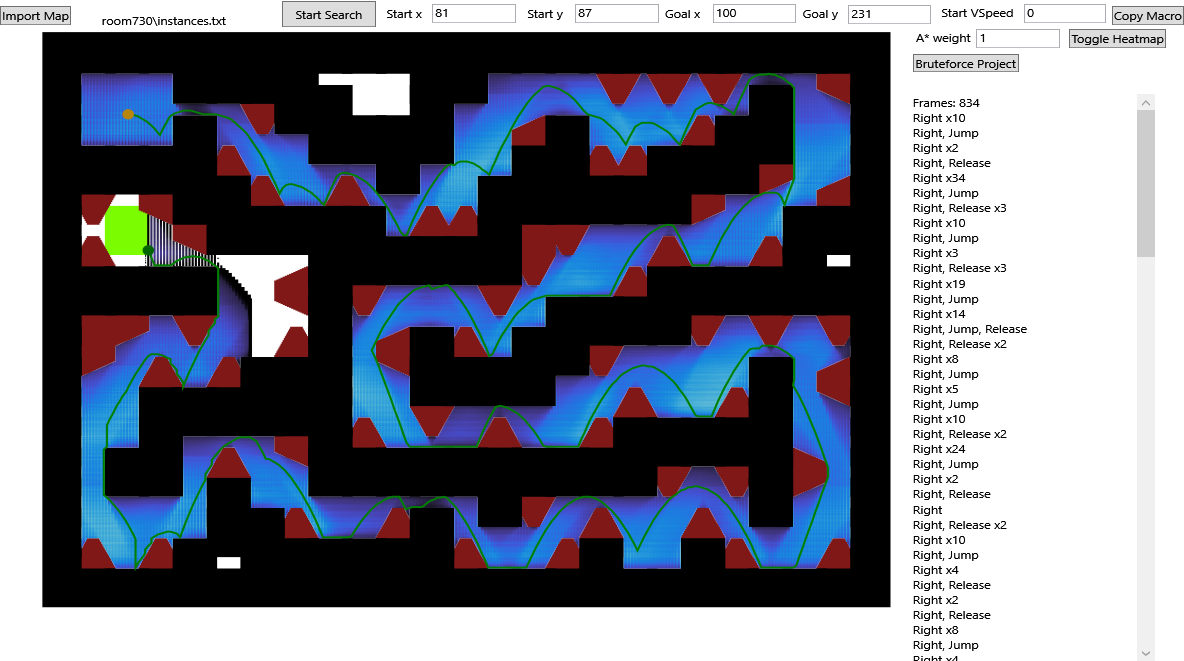 Import Map room730\instances.txt Start Search Start x 81 Start y 87 Goal x 100 Goal y 231 Start VSpeed 0 Copy Macro
A* weight 1 Toggle Heatmap
Bruteforce Project
Frames: 834
Right x10
Right, Jump
Right x2
Right, Release
Right x34
Right, Jump
Right, Release x3
Right x10
Right, Jump
Right x3
Right, Release x3
Right x19
Right, Jump
Right x14
Right, Jump, Release
Right, Release x2
Right x8
Right, Jump
Right x5
Right, Jump
Right x10
Right, Release x2
Right x24
Right, Jump
Right x2
Right, Release
Right
Right, Release x2
Right x10
Right, Jump
Right x4
Right, Release
Right x2
Right, Release
Right x8
Right, Jump
Right x4